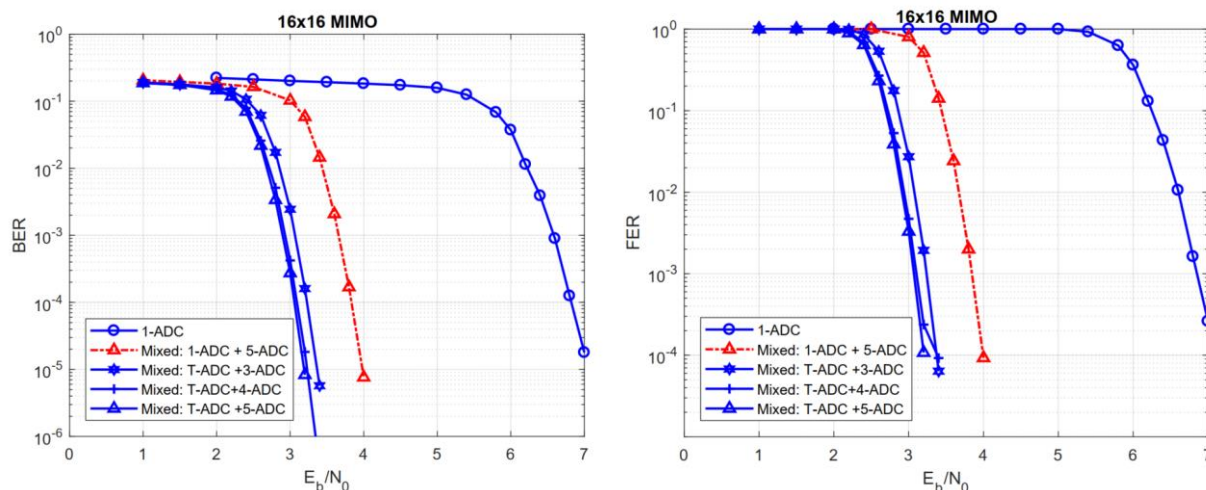 16x16 MIMO
BER
10^0
10^-1
10^-2
10^-3
10^-4
10^-5
10^-6
0 1 2 3 4 5 6 7
E_b/N_0
1-ADC
Mixed: 1-ADC + 5-ADC
Mixed: T-ADC +3-ADC
Mixed: T-ADC+4-ADC
Mixed: T-ADC +5-ADC
16x16 MIMO
FER
10^0
10^-1
10^-2
10^-3
10^-4
0 1 2 3 4 5 6 7
E_b/N_0
1-ADC
Mixed: 1-ADC + 5-ADC
Mixed: T-ADC +3-ADC
Mixed: T-ADC+4-ADC
Mixed: T-ADC +5-ADC